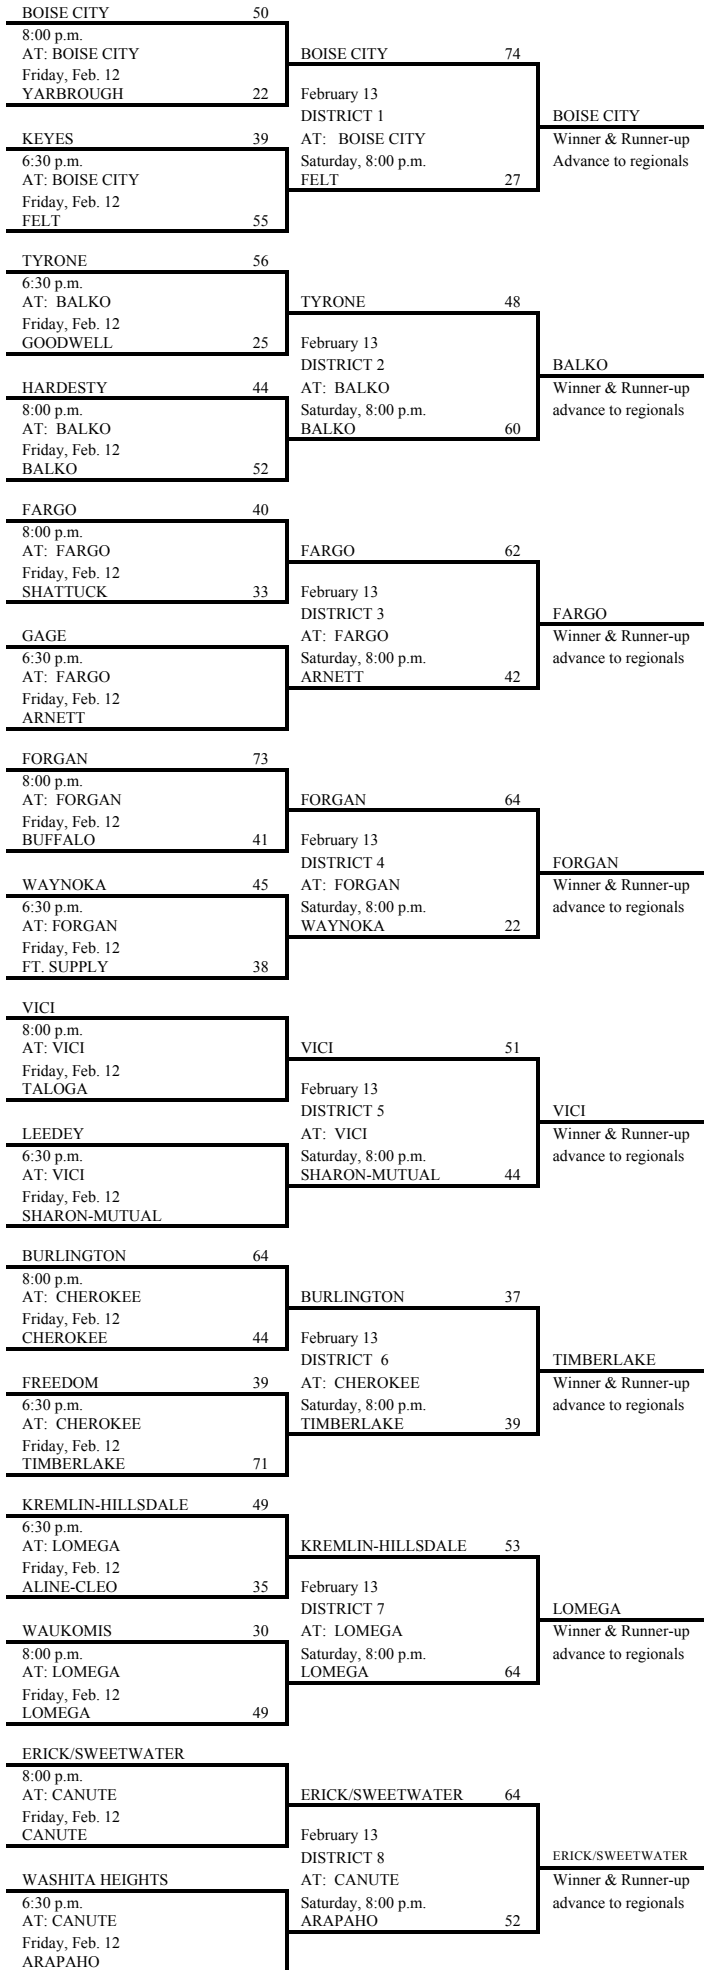 BOISE CITY 50
8:00 p.m.
AT: BOISE CITY
Friday, Feb. 12
YARBROUGH 22
KEYES 39
6:30 p.m.
AT: BOISE CITY
Friday, Feb. 12
FELT 55
BOISE CITY 74
February 13
DISTRICT 1
AT: BOISE CITY
Saturday, 8:00 p.m.
FELT 27
BOISE CITY
Winner & Runner-up
Advance to regionals
TYRONE 56
6:30 p.m.
AT: BALKO
Friday, Feb. 12
GOODWELL 25
HARDESTY 44
8:00 p.m.
AT: BALKO
Friday, Feb. 12
BALKO 52
TYRONE 48
February 13
DISTRICT 2
AT: BALKO
Saturday, 8:00 p.m.
BALKO 60
BALKO
Winner & Runner-up
advance to regionals
FARGO 40
8:00 p.m.
AT: FARGO
Friday, Feb. 12
SHATTUCK 33
GAGE
6:30 p.m.
AT: FARGO
Friday, Feb. 12
ARNETT
FARGO 62
February 13
DISTRICT 3
AT: FARGO
Saturday, 8:00 p.m.
ARNETT 42
FARGO
Winner & Runner-up
advance to regionals
FORGAN 73
8:00 p.m.
AT: FORGAN
Friday, Feb. 12
BUFFALO 41
WAYNOKA 45
6:30 p.m.
AT: FORGAN
Friday, Feb. 12
FT. SUPPLY 38
FORGAN 64
February 13
DISTRICT 4
AT: FORGAN
Saturday, 8:00 p.m.
WAYNOKA 22
FORGAN
Winner & Runner-up
advance to regionals
VICI
8:00 p.m.
AT: VICI
Friday, Feb. 12
TALOGA
LEEDEY
6:30 p.m.
AT: VICI
Friday, Feb. 12
SHARON-MUTUAL
VICI 51
February 13
DISTRICT 5
AT: VICI
Saturday, 8:00 p.m.
SHARON-MUTUAL 44
VICI
Winner & Runner-up
advance to regionals
BURLINGTON 64
8:00 p.m.
AT: CHEROKEE
Friday, Feb. 12
CHEROKEE 44
FREEDOM 39
6:30 p.m.
AT: CHEROKEE
Friday, Feb. 12
TIMBERLAKE 71
BURLINGTON 37
February 13
DISTRICT 6
AT: CHEROKEE
Saturday, 8:00 p.m.
TIMBERLAKE 39
TIMBERLAKE
Winner & Runner-up
advance to regionals
KREMLIN-HILLSDALE 49
6:30 p.m.
AT: LOMEGA
Friday, Feb. 12
ALINE-CLEO 35
WAUKOMIS 30
8:00 p.m.
AT: LOMEGA
Friday, Feb. 12
LOMEGA 49
KREMLIN-HILLSDALE 53
February 13
DISTRICT 7
AT: LOMEGA
Saturday, 8:00 p.m.
LOMEGA 64
LOMEGA
Winner & Runner-up
advance to regionals
ERICK/SWEETWATER
8:00 p.m.
AT: CANUTE
Friday, Feb. 12
CANUTE
WASHITA HEIGHTS
6:30 p.m.
AT: CANUTE
Friday, Feb. 12
ARAPAHO
ERICK/SWEETWATER 64
February 13
DISTRICT 8
AT: CANUTE
Saturday, 8:00 p.m.
ARAPAHO 52
ERICK/SWEETWATER
Winner & Runner-up
advance to regionals